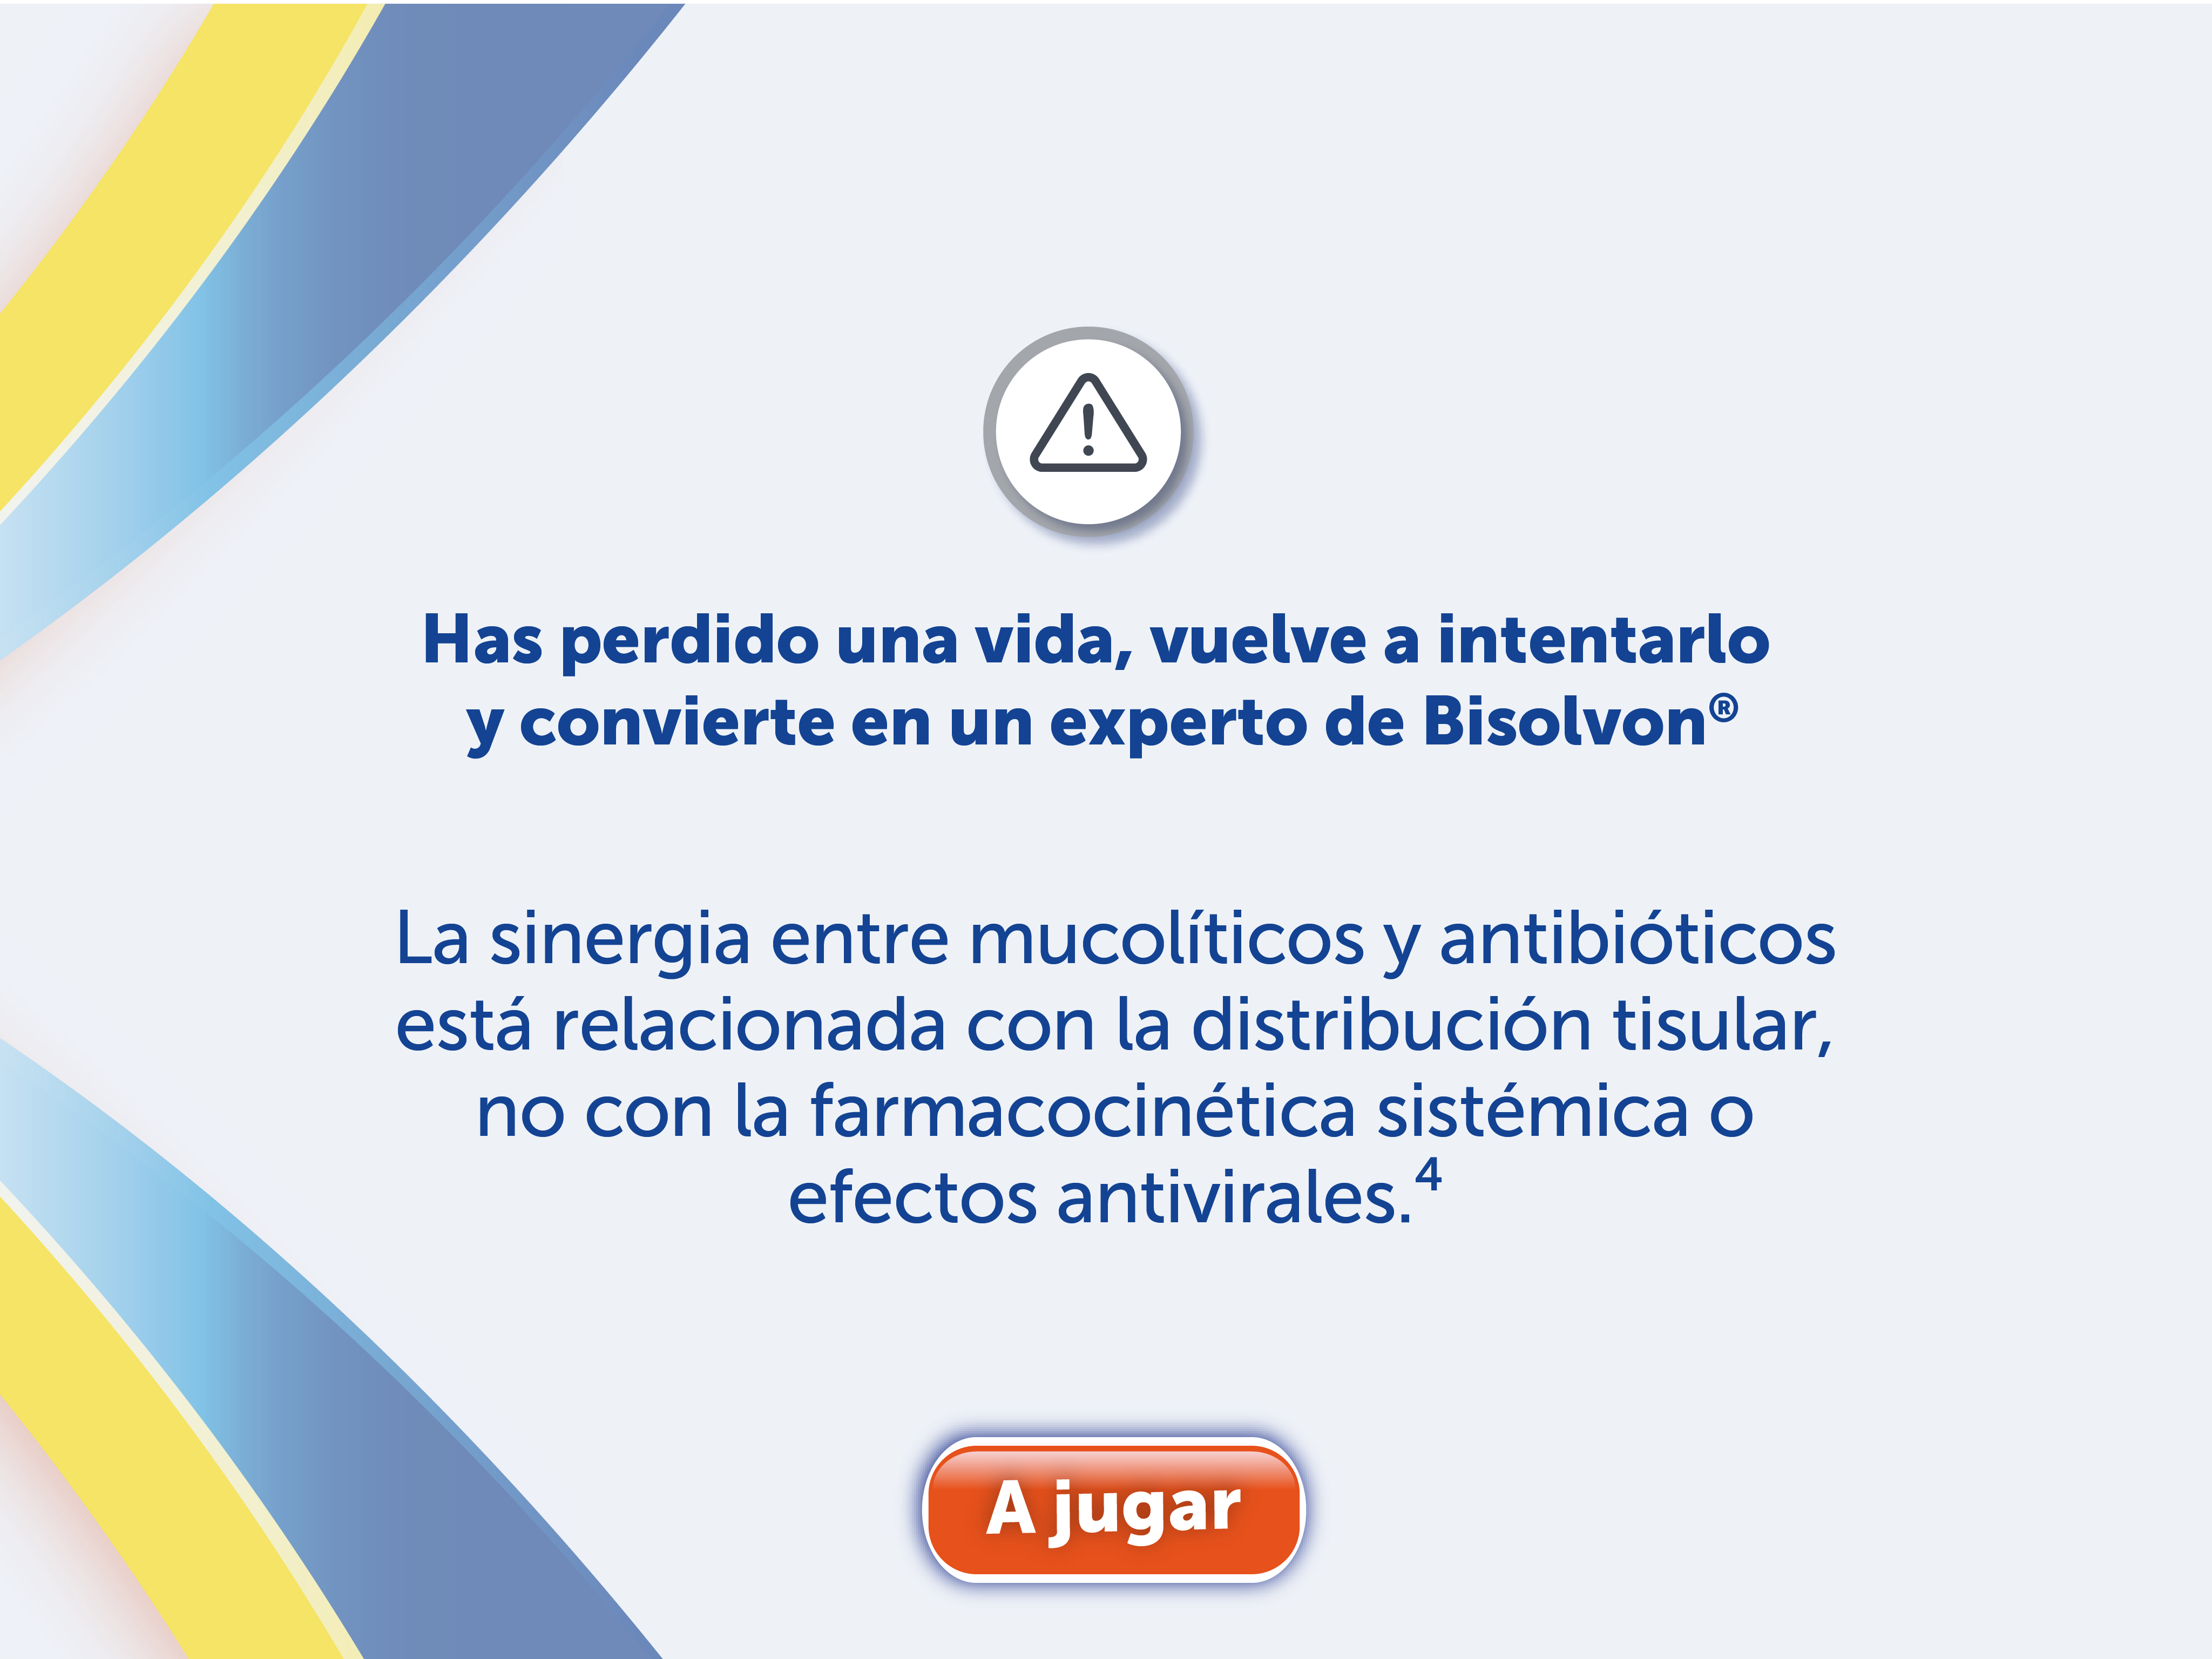 Has perdido una vida, vuelve a intentarlo
y convierte en un experto de Bisolvon®
La sinergia entre mucolíticos y antibióticos
está relacionada con la distribución tisular,
no con la farmacocinética sistémica o
efectos antivirales.⁴
A jugar